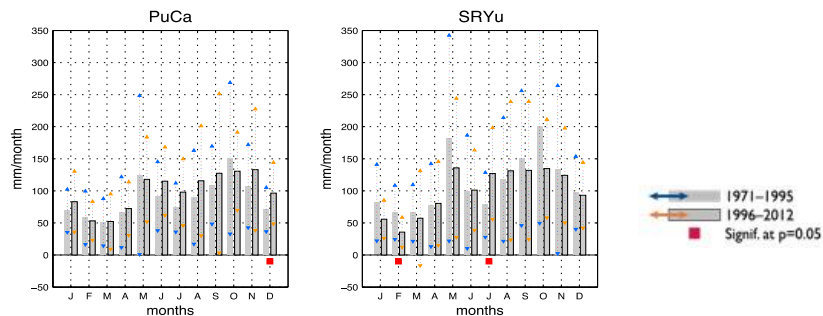 PuCa
350
300
250
200
150
100
50
0
−50
mm/month
J F M A M J J A S O N D
months
SRYu
350
300
250
200
150
100
50
0
−50
mm/month
J F M A M J J A S O N D
months
1971–1995
1996–2012
Signif. at p=0.05